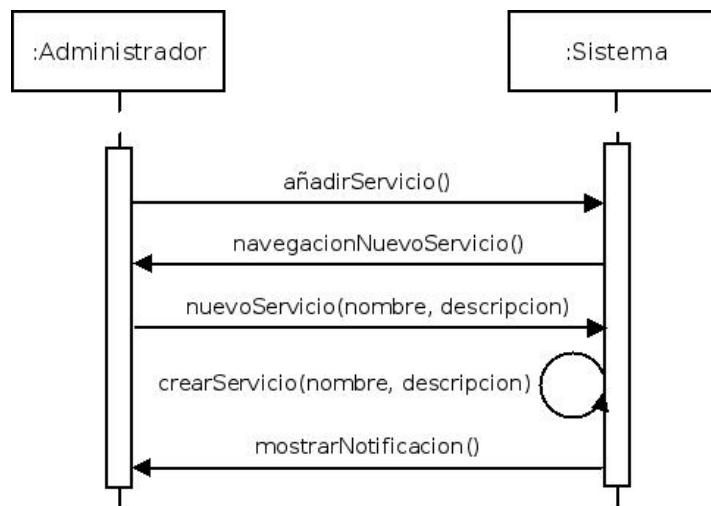 :Administrador
:Sistema
añadirServicio()
navegacionNuevoServicio()
nuevoServicio(nombre, descripcion)
crearServicio(nombre, descripcion)
mostrarNotificacion()